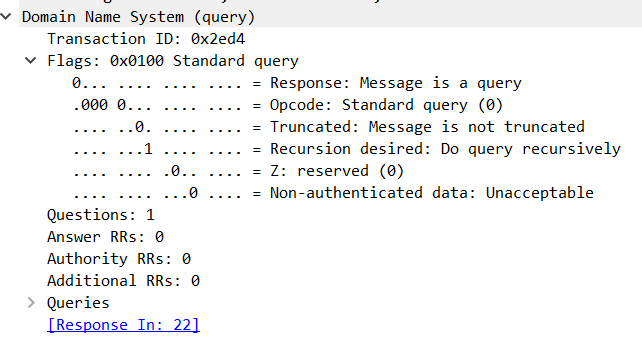 Domain Name System (query)
Transaction ID: 0x2ed4
Flags: 0x0100 Standard query
0... .... .... .... = Response: Message is a query
.000 0... .... .... = Opcode: Standard query (0)
.... ..0. .... .... = Truncated: Message is not truncated
.... ...1 .... .... = Recursion desired: Do query recursively
.... .... .0.. .... = Z: reserved (0)
.... .... ...0 .... = Non-authenticated data: Unacceptable
Questions: 1
Answer RRs: 0
Authority RRs: 0
Additional RRs: 0
Queries
[Response In: 22]